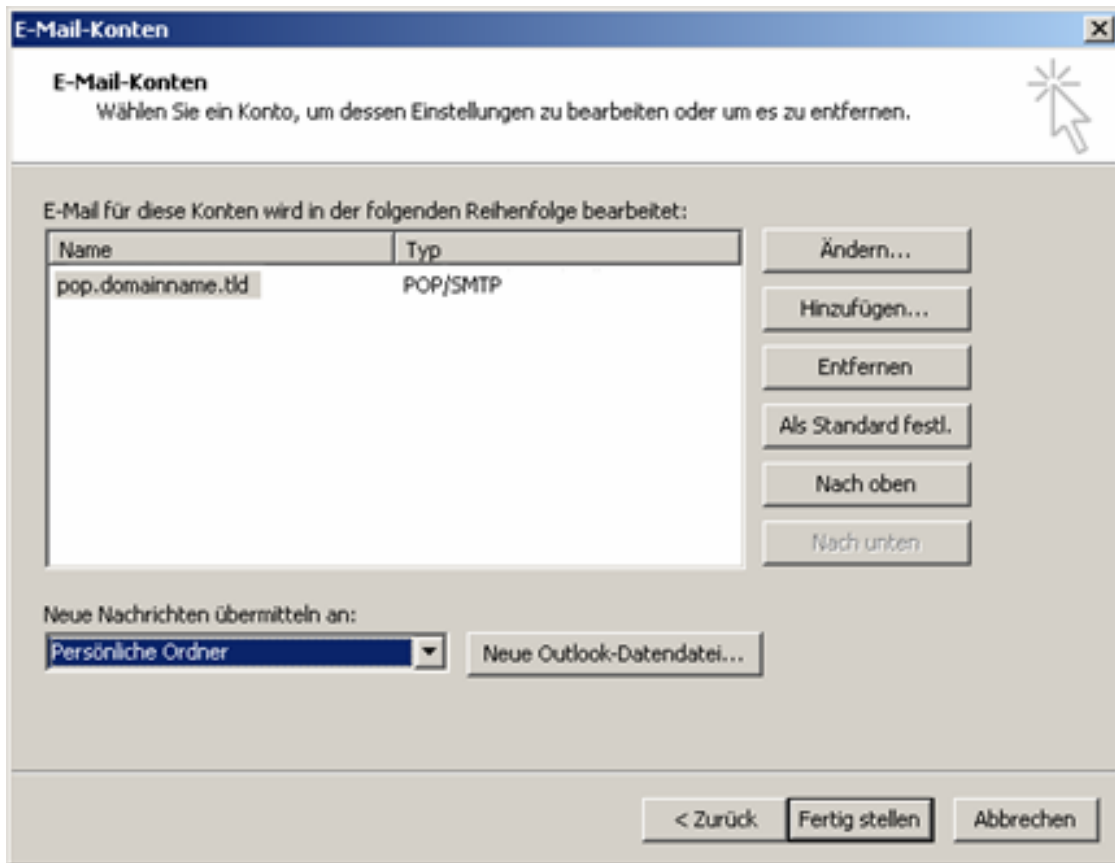 E-Mail-Konten
E-Mail-Konten
Wählen Sie ein Konto, um dessen Einstellungen zu bearbeiten oder um es zu entfernen.
E-Mail für diese Konten wird in der folgenden Reihenfolge bearbeitet:
Name Typ
pop.domainname.tld POP/SMTP
Ändern...
Hinzufügen...
Entfernen
Als Standard festl.
Nach oben
Nach unten
Neue Nachrichten übermitteln an:
Persönliche Ordner Neue Outlook-Datendatei...
< Zurück Fertig stellen Abbrechen